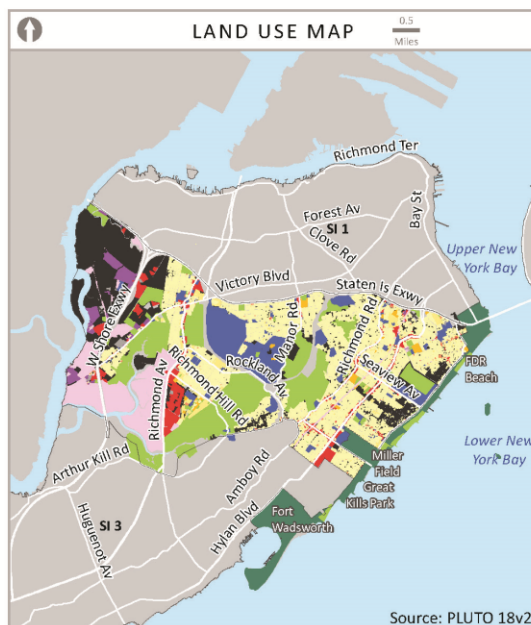 LAND USE MAP
0.5
Miles
Richmond Ter
Forest Av
SI 1
Bay St
Clove Rd
Upper New
York Bay
Victory Blvd
Staten Is Exwy
W Shore Exwy
Manor Rd
Richmond Rd
FDR
Beach
Seaview Av
Rockland Av
Richmond Hill Rd
Richmond Av
Lower New
York Bay
Miller
Field
Great
Kills Park
Arthur Kill Rd
Amboy Rd
Hylan Blvd
Fort
Wadsworth
SI 3
Huguenot Av
Source: PLUTO 18v2